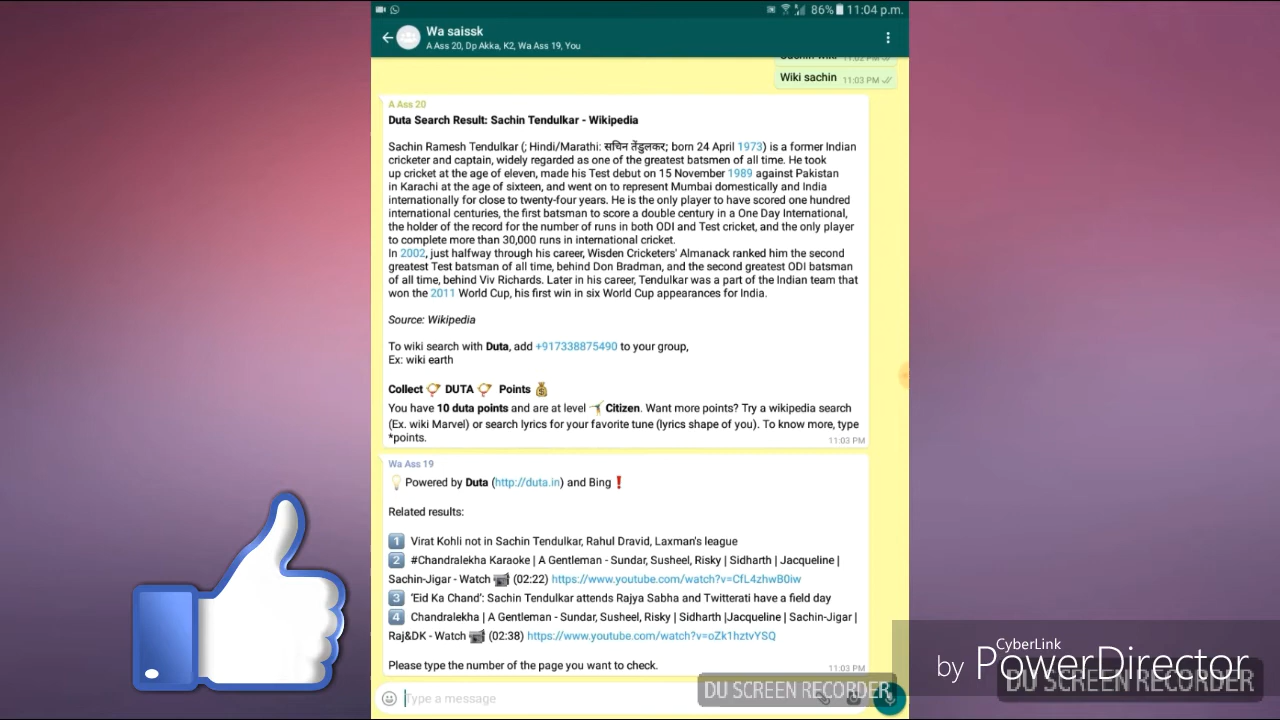 86% 11:04 p.m.
Wa saissk
A Ass 20, Dp Akka, K2, Wa Ass 19, You
Sachin wiki 11:02 PM
Wiki sachin 11:03 PM
A Ass 20
Duta Search Result: Sachin Tendulkar - Wikipedia
Sachin Ramesh Tendulkar (; Hindi/Marathi: सचिन तेंडुलकर; born 24 April 1973) is a former Indian
cricketer and captain, widely regarded as one of the greatest batsmen of all time. He took
up cricket at the age of eleven, made his Test debut on 15 November 1989 against Pakistan
in Karachi at the age of sixteen, and went on to represent Mumbai domestically and India
internationally for close to twenty-four years. He is the only player to have scored one hundred
international centuries, the first batsman to score a double century in a One Day International,
the holder of the record for the number of runs in both ODI and Test cricket, and the only player
to complete more than 30,000 runs in international cricket.
In 2002, just halfway through his career, Wisden Cricketers' Almanack ranked him the second
greatest Test batsman of all time, behind Don Bradman, and the second greatest ODI batsman
of all time, behind Viv Richards. Later in his career, Tendulkar was a part of the Indian team that
won the 2011 World Cup, his first win in six World Cup appearances for India.
Source: Wikipedia
To wiki search with Duta, add +917338875490 to your group,
Ex: wiki earth
Collect DUTA Points
You have 10 duta points and are at level Citizen. Want more points? Try a wikipedia search
(Ex. wiki Marvel) or search lyrics for your favorite tune (lyrics shape of you). To know more, type
*points.
11:03 PM
Wa Ass 19
Powered by Duta (http://duta.in) and Bing❗
Related results:
1 Virat Kohli not in Sachin Tendulkar, Rahul Dravid, Laxman's league
2 #Chandralekha Karaoke | A Gentleman - Sundar, Susheel, Risky | Sidharth | Jacqueline |
Sachin-Jigar - Watch (02:22) https://www.youtube.com/watch?v=CfL4zhwB0iw
3 ‘Eid Ka Chand’: Sachin Tendulkar attends Rajya Sabha and Twitterati have a field day
4 Chandralekha | A Gentleman - Sundar, Susheel, Risky | Sidharth |Jacqueline | Sachin-Jigar |
Raj&DK - Watch (02:38) https://www.youtube.com/watch?v=oZk1hztvYSQ
Please type the number of the page you want to check.
11:03 PM
Type a message
DU SCREEN RECORDER
by CyberLink PowerDirector
DU SCREEN RECORDER